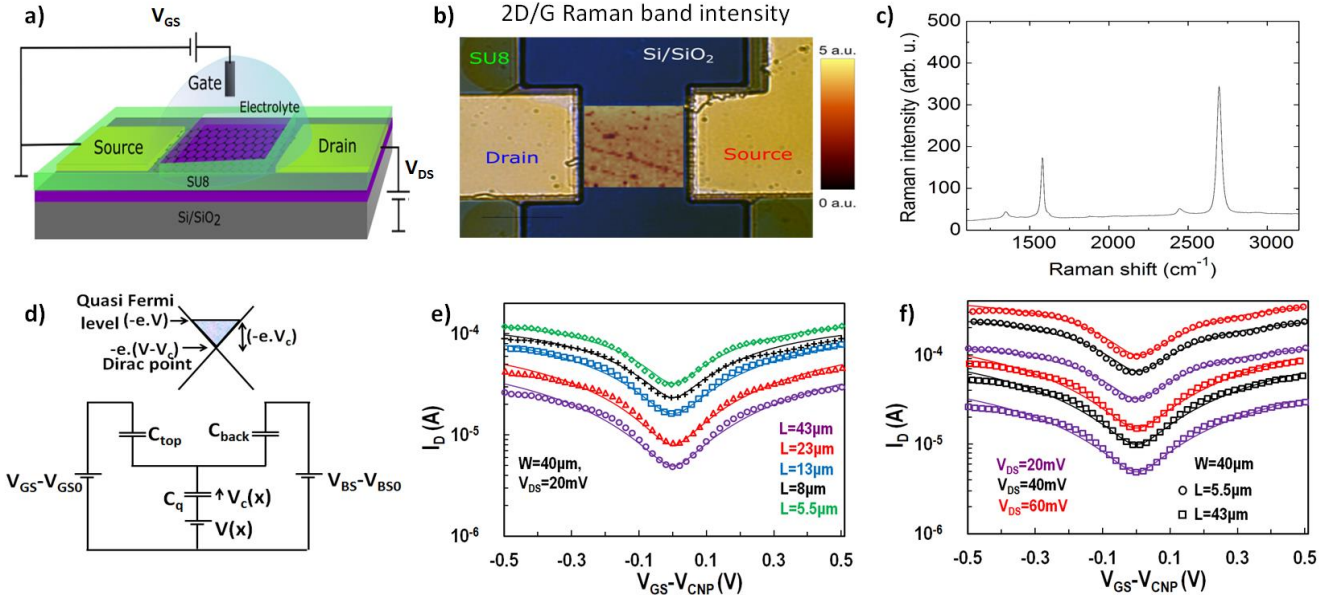 a)
V_GS
Gate
Electrolyte
Source
Drain
V_DS
SU8
Si/SiO₂
b)
2D/G Raman band intensity
SU8
Si/SiO₂
5 a.u.
Drain
Source
0 a.u.
c)
Raman intensity (arb. u.)
500
400
300
200
100
0
1500
2000
2500
3000
Raman shift (cm⁻¹)
d)
Quasi Fermi
level (-e.V)
(-e.V_c)
-e.(V-V_c)
Dirac point
C_top
C_back
V_GS-V_GS0
V_BS-V_BS0
C_q
V_c(x)
V(x)
e)
I_D (A)
10⁻⁴
10⁻⁵
10⁻⁶
W=40μm,
V_DS=20mV
L=43μm
L=23μm
L=13μm
L=8μm
L=5.5μm
-0.5
-0.3
-0.1
0.1
0.3
0.5
V_GS-V_CNP (V)
f)
I_D (A)
10⁻⁴
10⁻⁵
10⁻⁶
V_DS=20mV
V_DS=40mV
V_DS=60mV
W=40μm
L=5.5μm
L=43μm
-0.5
-0.3
-0.1
0.1
0.3
0.5
V_GS-V_CNP (V)